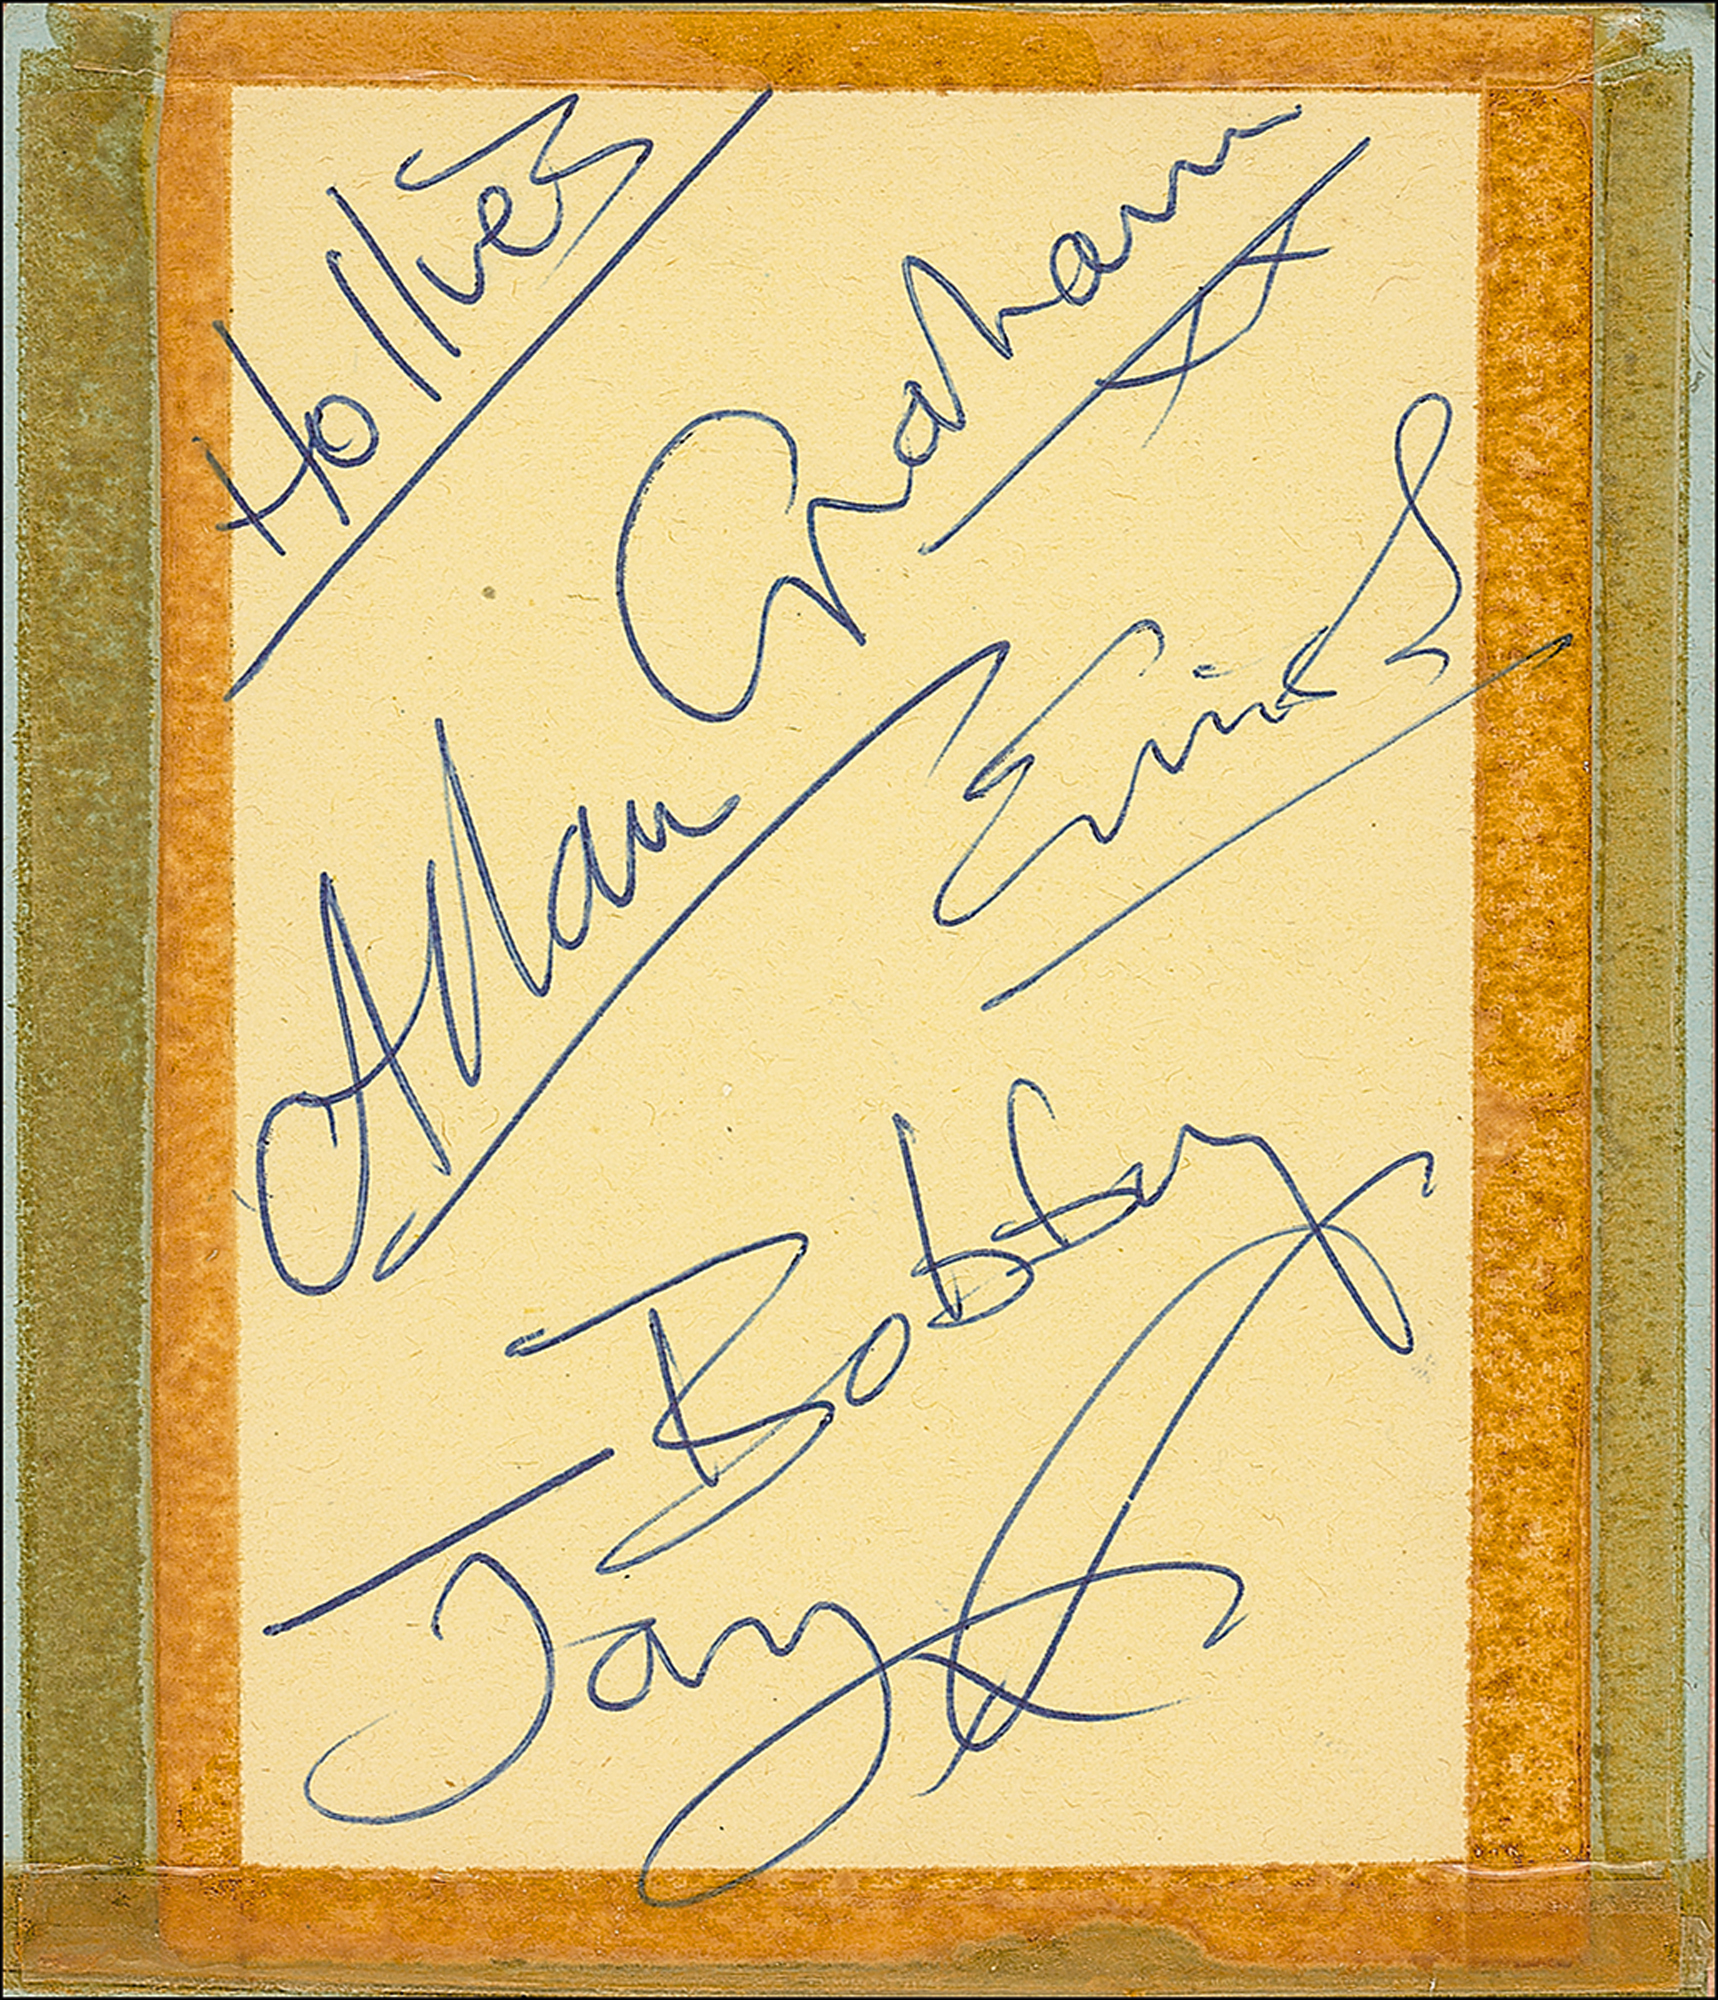 Hollies
Graham
Allan
Eric
Bobby
Tony